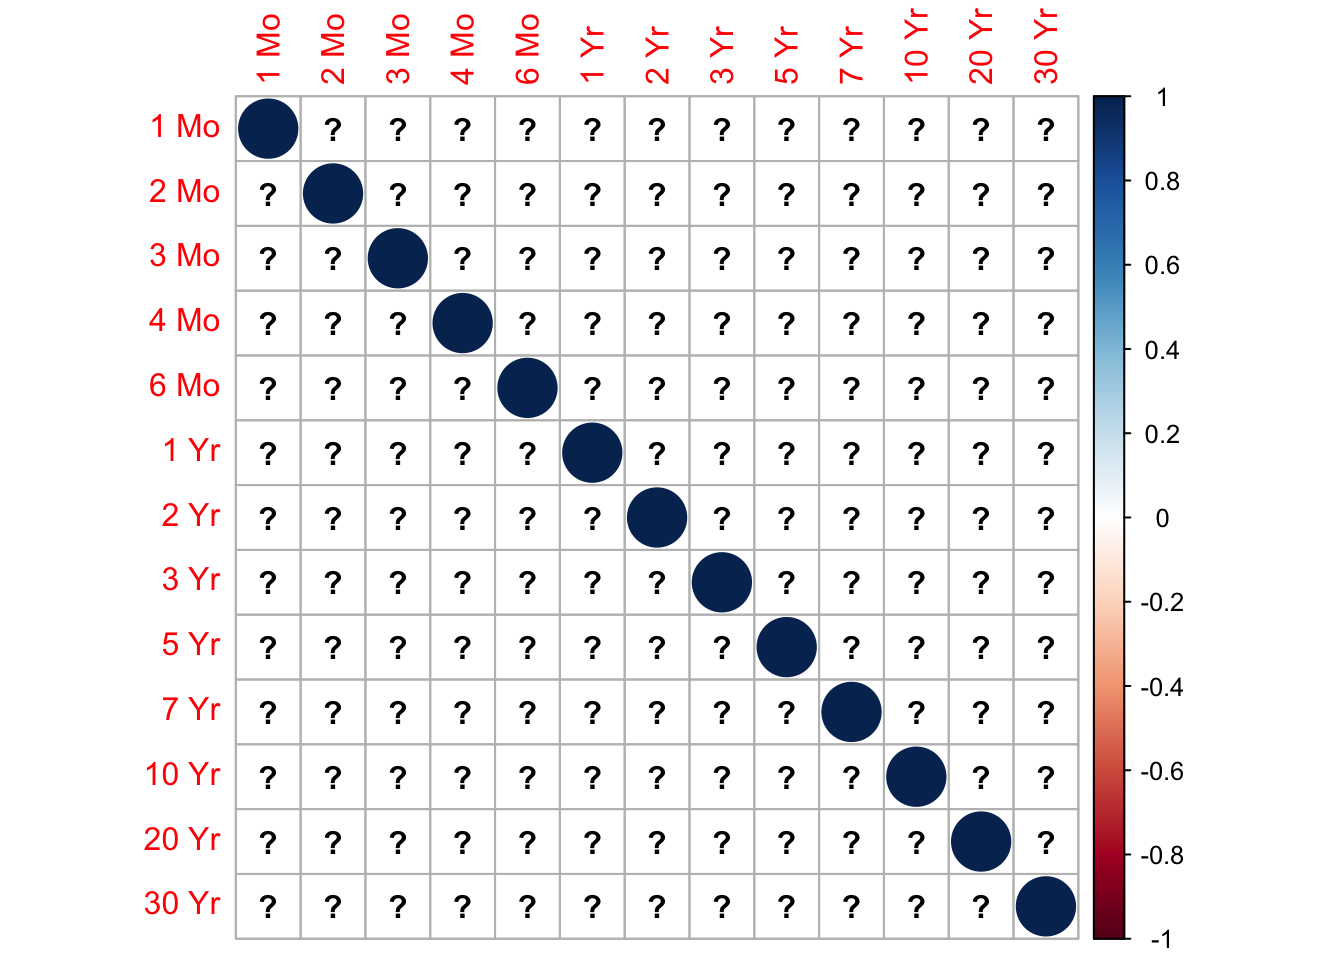 1 Mo 2 Mo 3 Mo 4 Mo 6 Mo 1 Yr 2 Yr 3 Yr 5 Yr 7 Yr 10 Yr 20 Yr 30 Yr
1 Mo ? ? ? ? ? ? ? ? ? ? ? ? 1
2 Mo ? ? ? ? ? ? ? ? ? ? ? ? 0.8
3 Mo ? ? ? ? ? ? ? ? ? ? ? ? 0.6
4 Mo ? ? ? ? ? ? ? ? ? ? ? ?
6 Mo ? ? ? ? ? ? ? ? ? ? ? ? 0.4
1 Yr ? ? ? ? ? ? ? ? ? ? ? ? 0.2
2 Yr ? ? ? ? ? ? ? ? ? ? ? ? 0
3 Yr ? ? ? ? ? ? ? ? ? ? ? ? -0.2
5 Yr ? ? ? ? ? ? ? ? ? ? ? ? -0.4
7 Yr ? ? ? ? ? ? ? ? ? ? ? ?
10 Yr ? ? ? ? ? ? ? ? ? ? ? ? -0.6
20 Yr ? ? ? ? ? ? ? ? ? ? ? ? -0.8
30 Yr ? ? ? ? ? ? ? ? ? ? ? ? -1